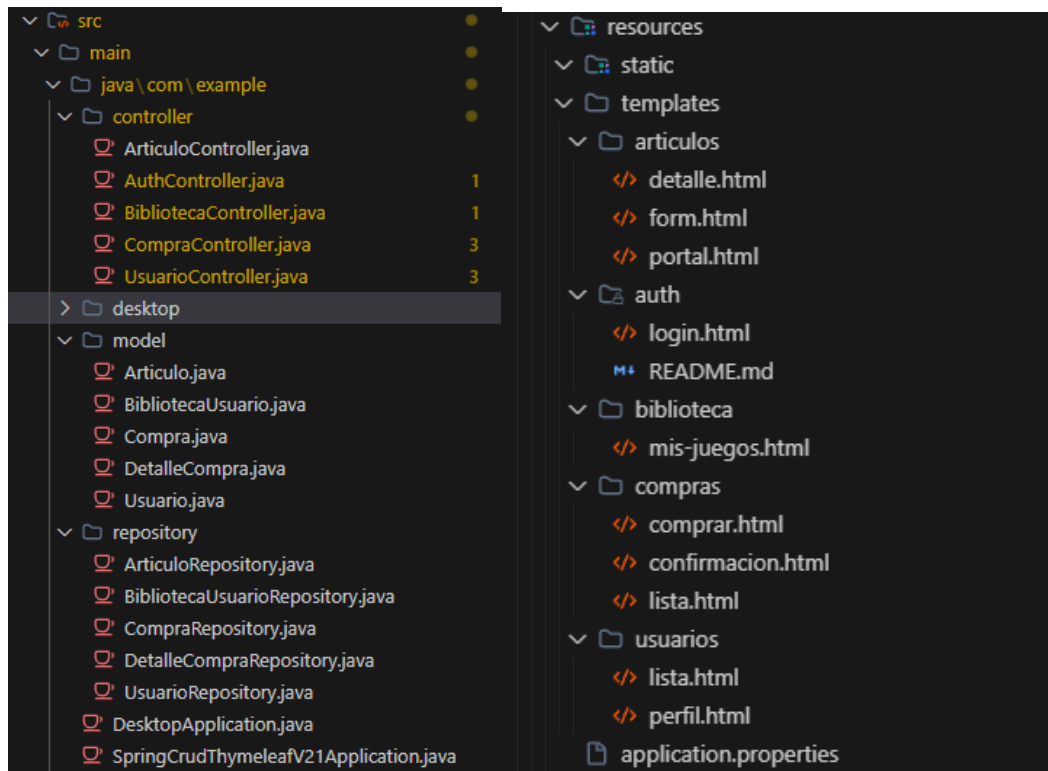 src
main
java\com\example
controller
ArticuloController.java
AuthController.java 1
BibliotecaController.java 1
CompraController.java 3
UsuarioController.java 3
desktop
model
Articulo.java
BibliotecaUsuario.java
Compra.java
DetalleCompra.java
Usuario.java
repository
ArticuloRepository.java
BibliotecaUsuarioRepository.java
CompraRepository.java
DetalleCompraRepository.java
UsuarioRepository.java
DesktopApplication.java
SpringCrudThymeleafV21Application.java
resources
static
templates
articulos
detalle.html
form.html
portal.html
auth
login.html
README.md
biblioteca
mis-juegos.html
compras
comprar.html
confirmacion.html
lista.html
usuarios
lista.html
perfil.html
application.properties